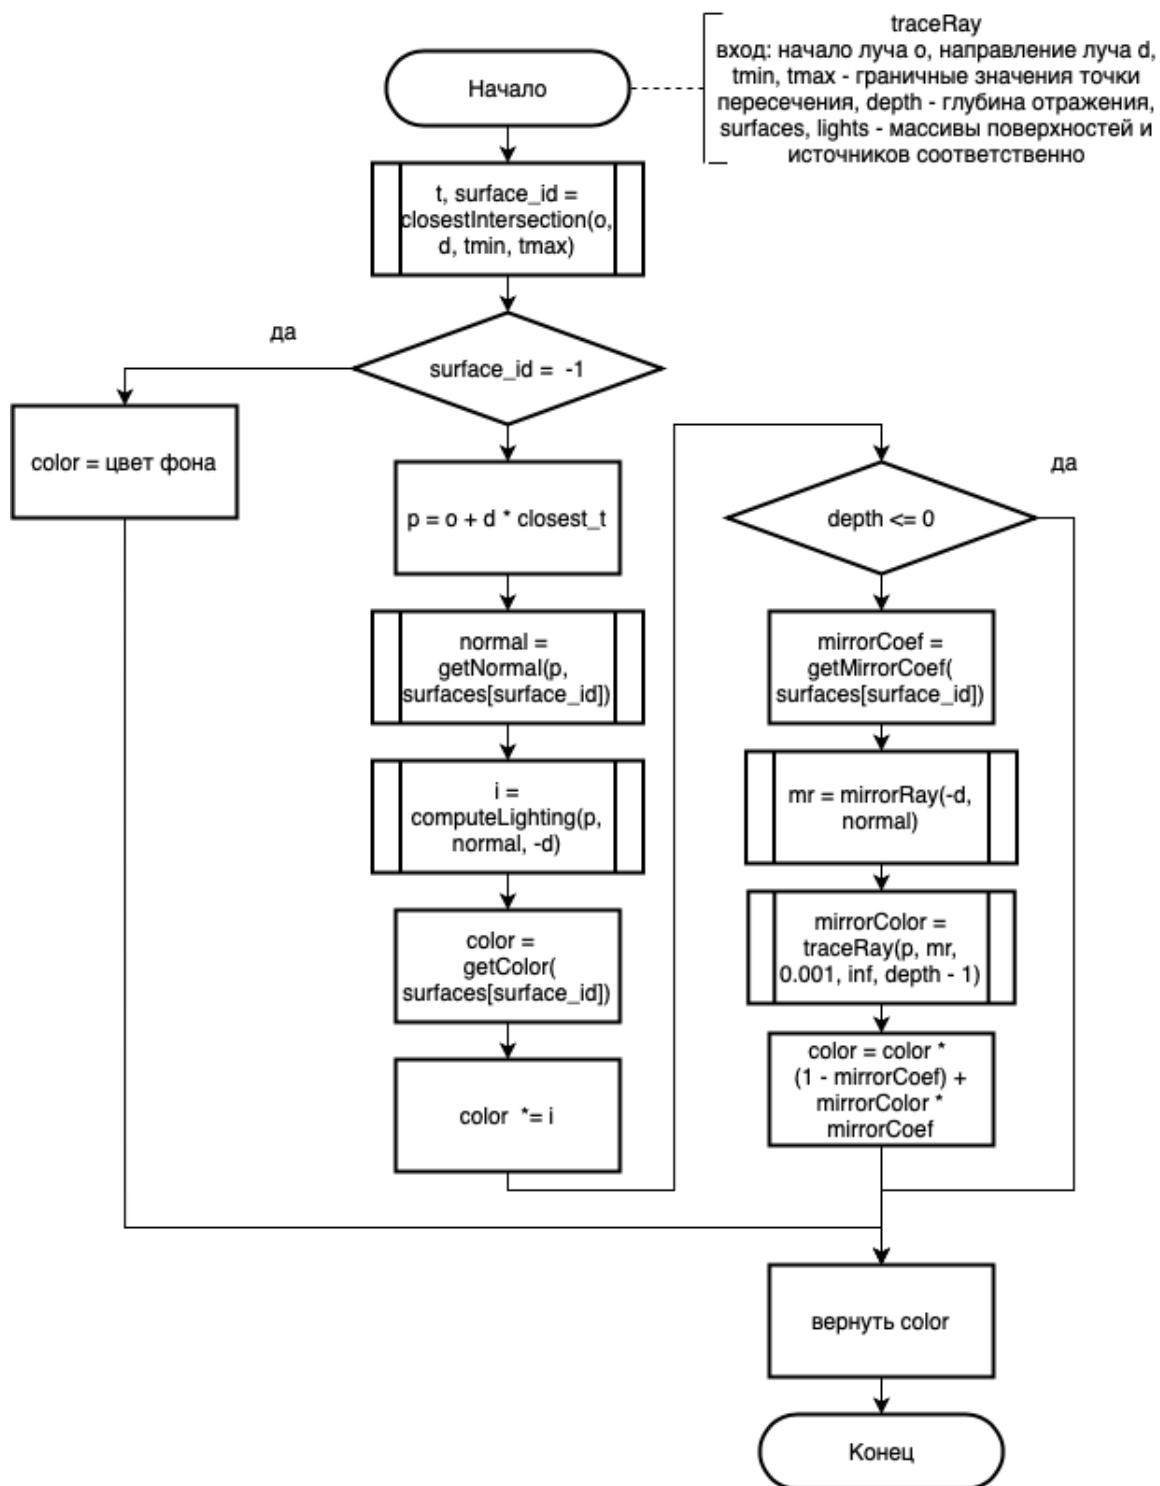 traceRay
вход: начало луча o, направление луча d,
tmin, tmax - граничные значения точки
пересечения, depth - глубина отражения,
surfaces, lights - массивы поверхностей и
источников соответственно
Начало
t, surface_id =
closestIntersection(o,
d, tmin, tmax)
да
surface_id = -1
color = цвет фона
p = o + d * closest_t
normal =
getNormal(p,
surfaces[surface_id])
i =
computeLighting(p,
normal, -d)
color =
getColor(
surfaces[surface_id])
color *= i
да
depth <= 0
mirrorCoef =
getMirrorCoef(
surfaces[surface_id])
mr = mirrorRay(-d,
normal)
mirrorColor =
traceRay(p, mr,
0.001, inf, depth - 1)
color = color *
(1 - mirrorCoef) +
mirrorColor *
mirrorCoef
вернуть color
Конец